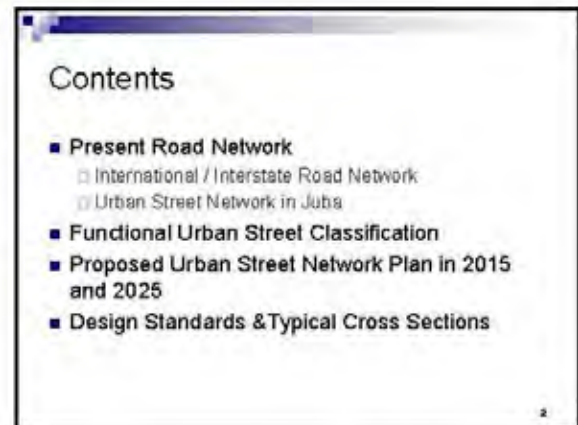 Contents
Present Road Network
International / Interstate Road Network
Urban Street Network in Juba
Functional Urban Street Classification
Proposed Urban Street Network Plan in 2015
and 2025
Design Standards &Typical Cross Sections
2